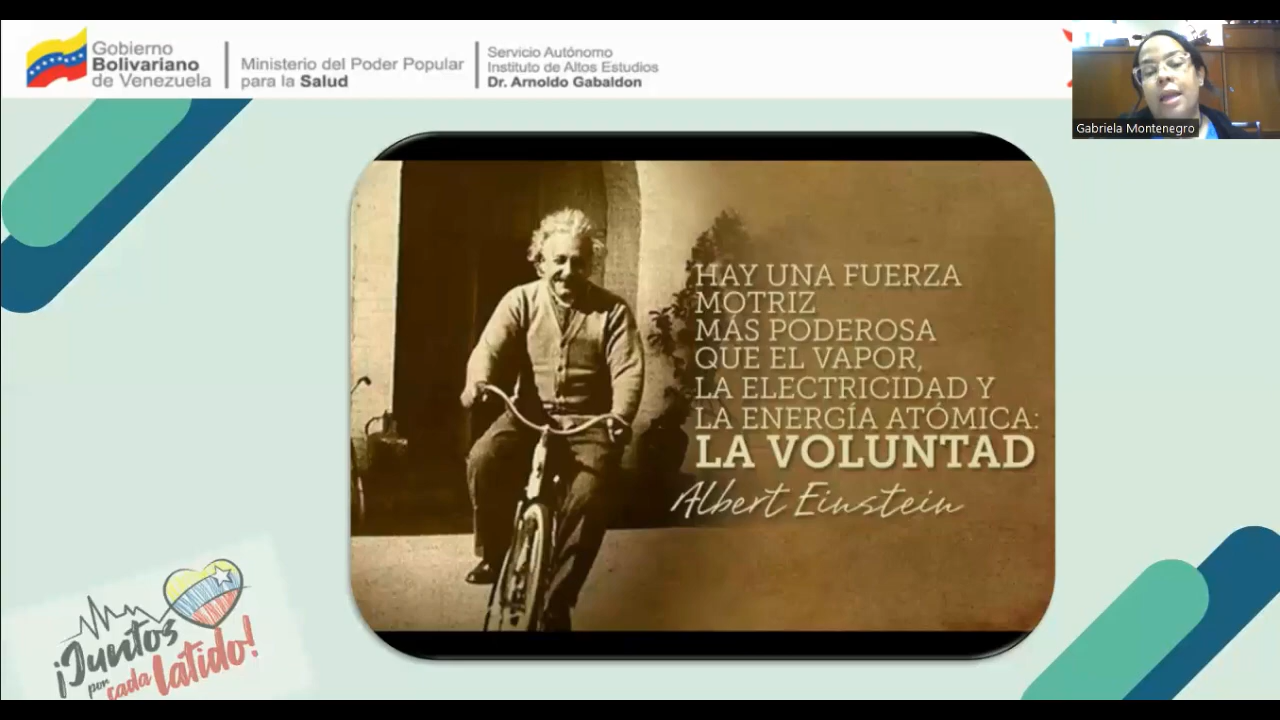 Gobierno
Bolivariano
de Venezuela
Ministerio del Poder Popular
para la Salud
Servicio Autónomo
Instituto de Altos Estudios
Dr. Arnoldo Gabaldon
Gabriela Montenegro
HAY UNA FUERZA
MOTRIZ
MÁS PODEROSA
QUE EL VAPOR,
LA ELECTRICIDAD Y
LA ENERGÍA ATÓMICA:
LA VOLUNTAD
Albert Einstein
¡Juntos
por cada latido!